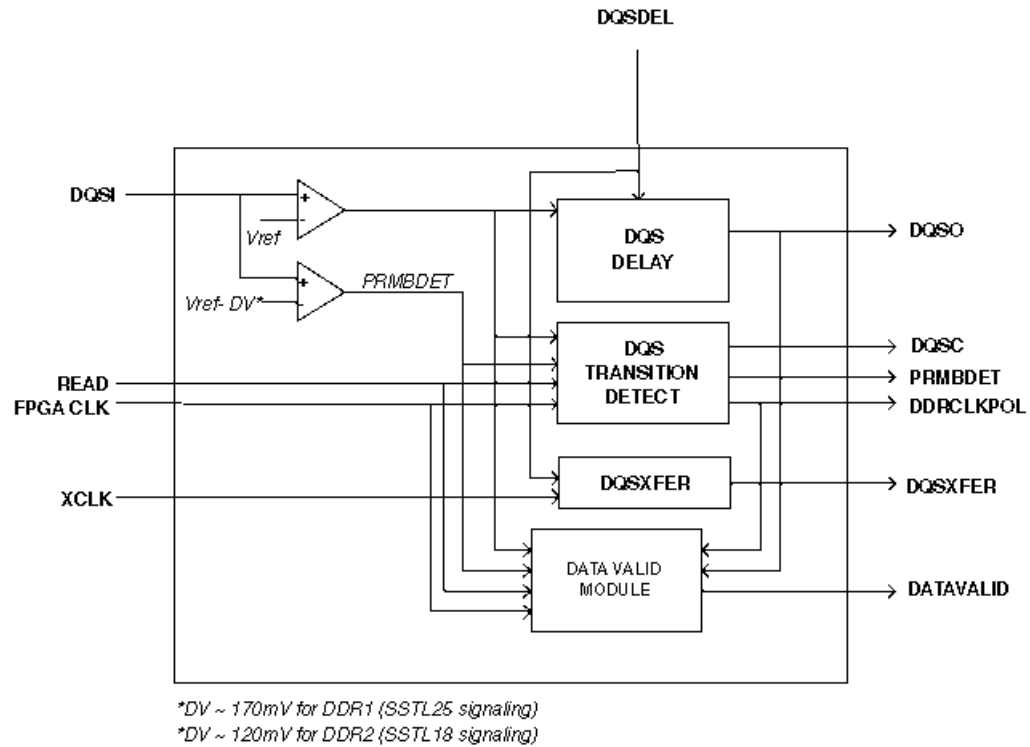 DQSDEL
DQSI
+
-
Vref
DQS
DELAY
DQSO
+
-
Vref- DV*
PRMBDET
DQS
TRANSITION
DETECT
DQSC
PRMBDET
DDRCLKPOL
READ
FPGA CLK
DQSXFER
DQSXFER
XCLK
DATA VALID
MODULE
DATAVALID
*DV ~ 170mV for DDR1 (SSTL25 signaling)
*DV ~ 120mV for DDR2 (SSTL18 signaling)